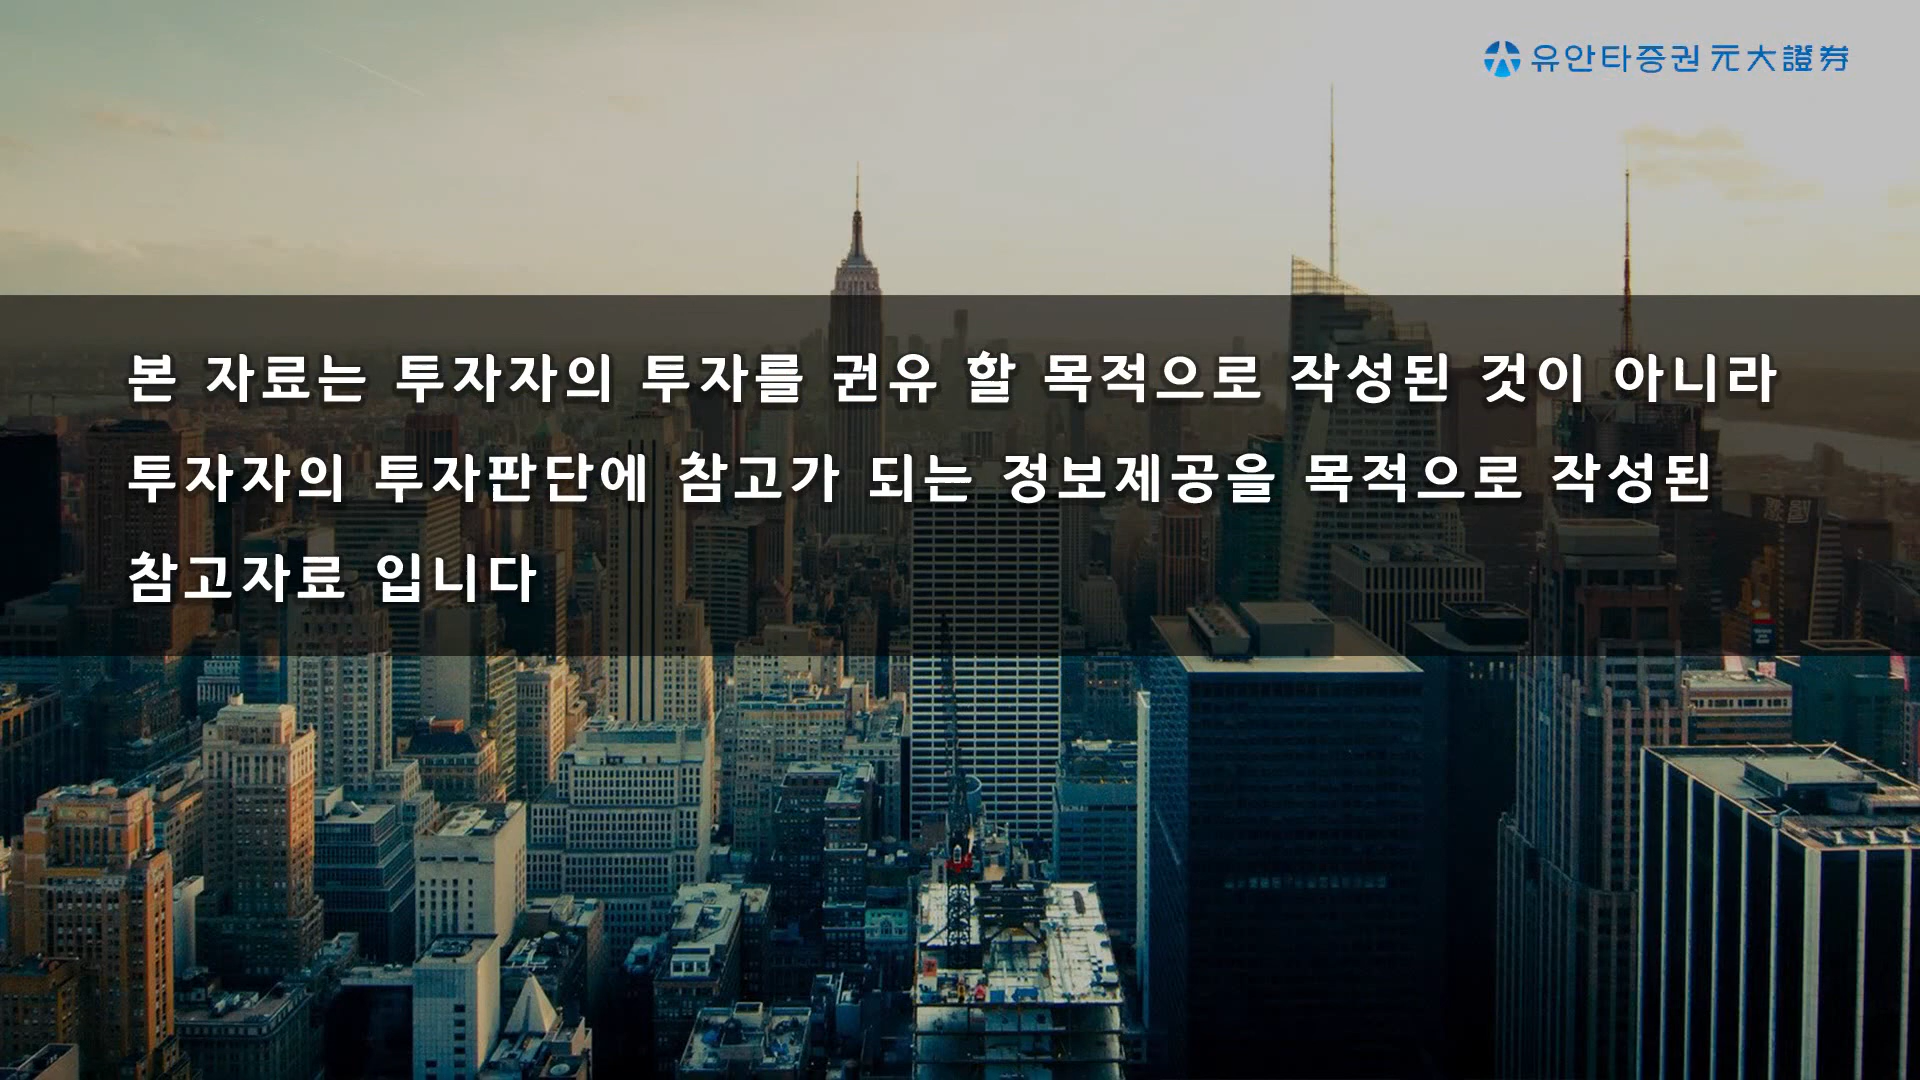 유안타증권 元大證券
본 자료는 투자자의 투자를 권유 할 목적으로 작성된 것이 아니라
투자자의 투자판단에 참고가 되는 정보제공을 목적으로 작성된
참고자료 입니다